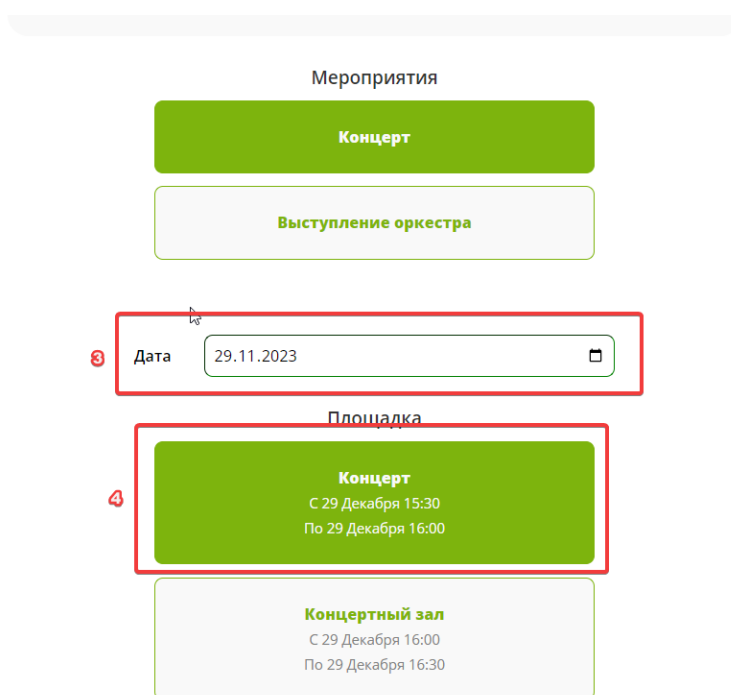 Мероприятия
Концерт
Выступление оркестра
3
Дата
29.11.2023
Площадка
4
Концерт
С 29 Декабря 15:30
По 29 Декабря 16:00
Концертный зал
С 29 Декабря 16:00
По 29 Декабря 16:30